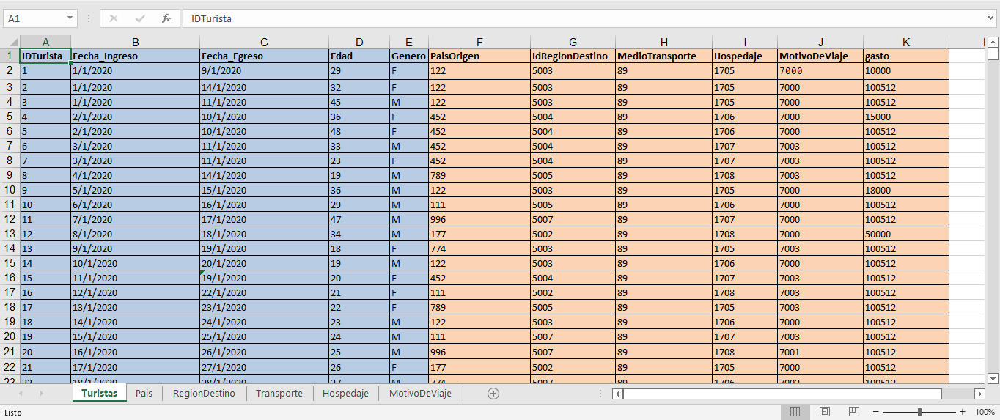 A1 fx IDTurista
A B C D E F G H I J K
1 IDTurista Fecha_Ingreso Fecha_Egreso Edad Genero PaisOrigen IdRegionDestino MedioTransporte Hospedaje MotivoDeViaje gasto
2 1 1/1/2020 9/1/2020 29 F 122 5003 89 1705 7000 10000
3 2 1/1/2020 14/1/2020 32 F 122 5003 89 1705 7000 100512
4 3 1/1/2020 11/1/2020 45 M 122 5003 89 1705 7000 100512
5 4 2/1/2020 10/1/2020 36 F 452 5004 89 1706 7000 15000
6 5 2/1/2020 10/1/2020 48 F 452 5004 89 1706 7000 100512
7 6 3/1/2020 11/1/2020 33 M 452 5004 89 1707 7003 100512
8 7 3/1/2020 11/1/2020 23 F 452 5004 89 1707 7003 100512
9 8 4/1/2020 14/1/2020 19 M 789 5005 89 1708 7003 100512
10 9 5/1/2020 15/1/2020 36 M 122 5003 89 1705 7000 18000
11 10 6/1/2020 16/1/2020 29 M 111 5005 89 1706 7000 100512
12 11 7/1/2020 17/1/2020 47 M 996 5007 89 1707 7000 100512
13 12 8/1/2020 18/1/2020 34 M 177 5002 89 1708 7000 50000
14 13 9/1/2020 19/1/2020 18 F 774 5003 89 1705 7003 100512
15 14 10/1/2020 20/1/2020 19 M 122 5003 89 1706 7000 100512
16 15 11/1/2020 19/1/2020 20 F 452 5004 89 1707 7003 100512
17 16 12/1/2020 22/1/2020 21 F 111 5002 89 1708 7003 100512
18 17 13/1/2020 23/1/2020 22 F 789 5005 89 1705 7003 100512
19 18 14/1/2020 24/1/2020 23 M 122 5003 89 1706 7000 100512
20 19 15/1/2020 25/1/2020 24 M 111 5007 89 1707 7003 100512
21 20 16/1/2020 26/1/2020 25 M 996 5007 89 1708 7001 100512
22 21 17/1/2020 27/1/2020 26 F 177 5002 89 1705 7000 100512
23 22 18/1/2020 28/1/2020 27 M 774 5007 89 1706 7002 100512
Turistas Pais RegionDestino Transporte Hospedaje MotivoDeViaje
Listo 100%